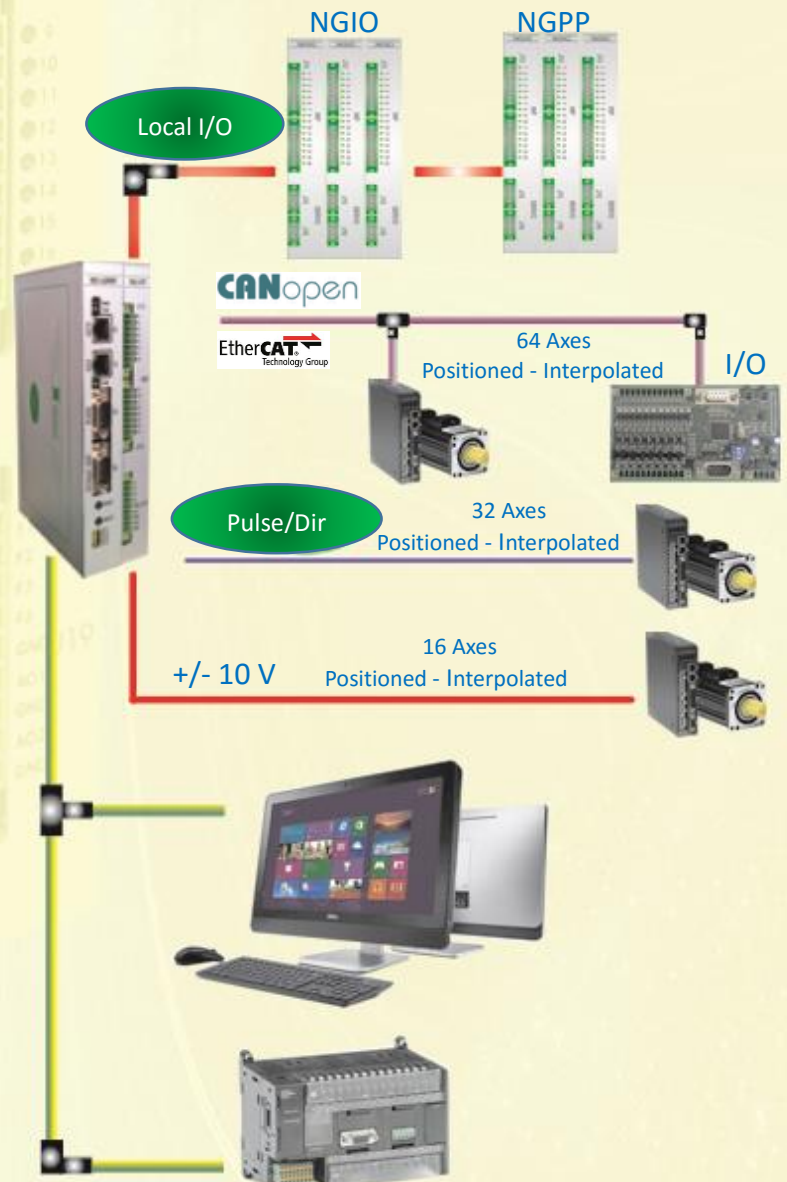 NGIO
NGPP
Local I/O
CANopen
EtherCAT
Technology Group
64 Axes
Positioned - Interpolated
I/O
Pulse/Dir
32 Axes
Positioned - Interpolated
+/- 10 V
16 Axes
Positioned - Interpolated